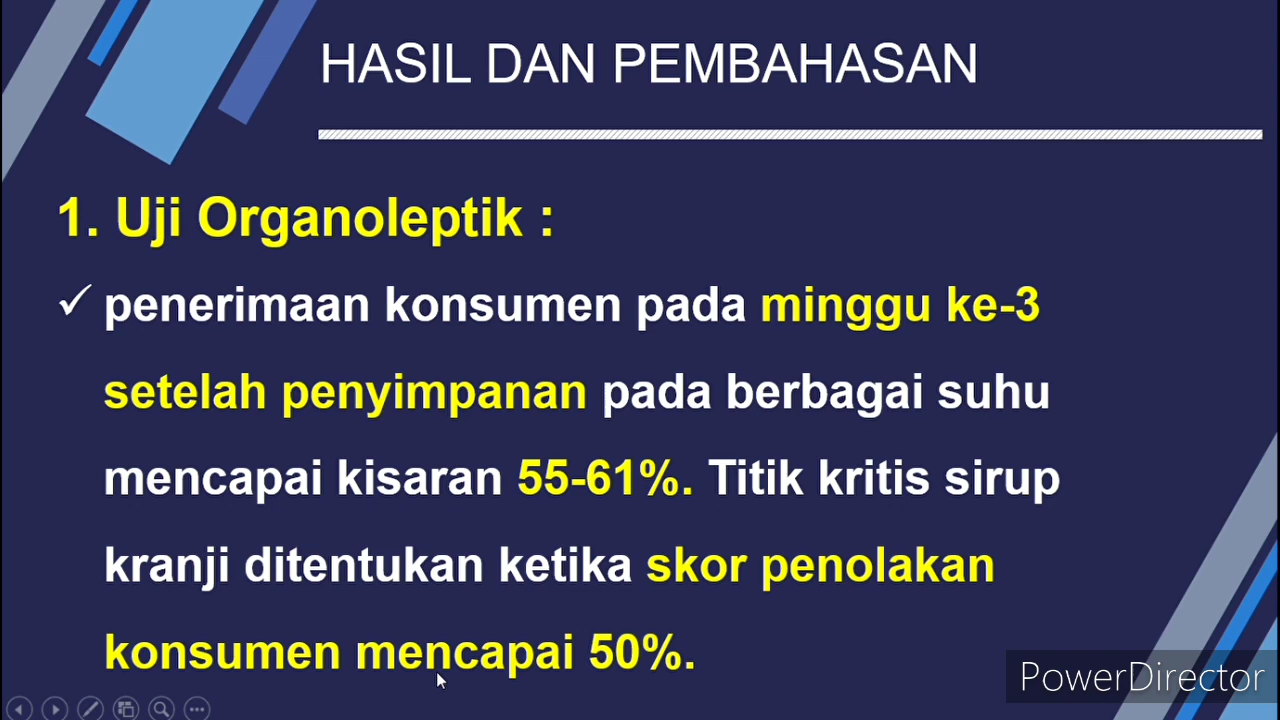 HASIL DAN PEMBAHASAN
1. Uji Organoleptik :
✓ penerimaan konsumen pada minggu ke-3
setelah penyimpanan pada berbagai suhu
mencapai kisaran 55-61%. Titik kritis sirup
kranji ditentukan ketika skor penolakan
konsumen mencapai 50%.
PowerDirector